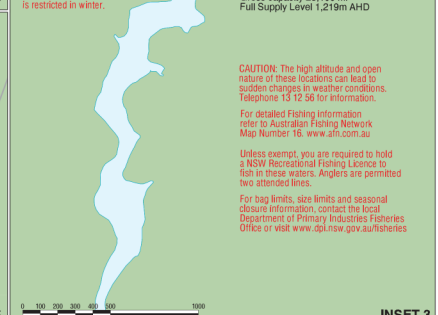 is restricted in winter.
Full Supply Level 1,219m AHD
CAUTION: The high altitude and open
nature of these locations can lead to
sudden changes in weather conditions.
Telephone 13 12 56 for information.
For detailed Fishing information
refer to Australian Fishing Network
Map Number 16. www.afn.com.au
Unless exempt, you are required to hold
a NSW Recreational Fishing Licence to
fish in these waters. Anglers are permitted
two attended lines.
For bag limits, size limits and seasonal
closure information, contact the local
Department of Primary Industries Fisheries
Office or visit www.dpi.nsw.gov.au/fisheries
0 100 200 300 400 500 1000
INSET 3